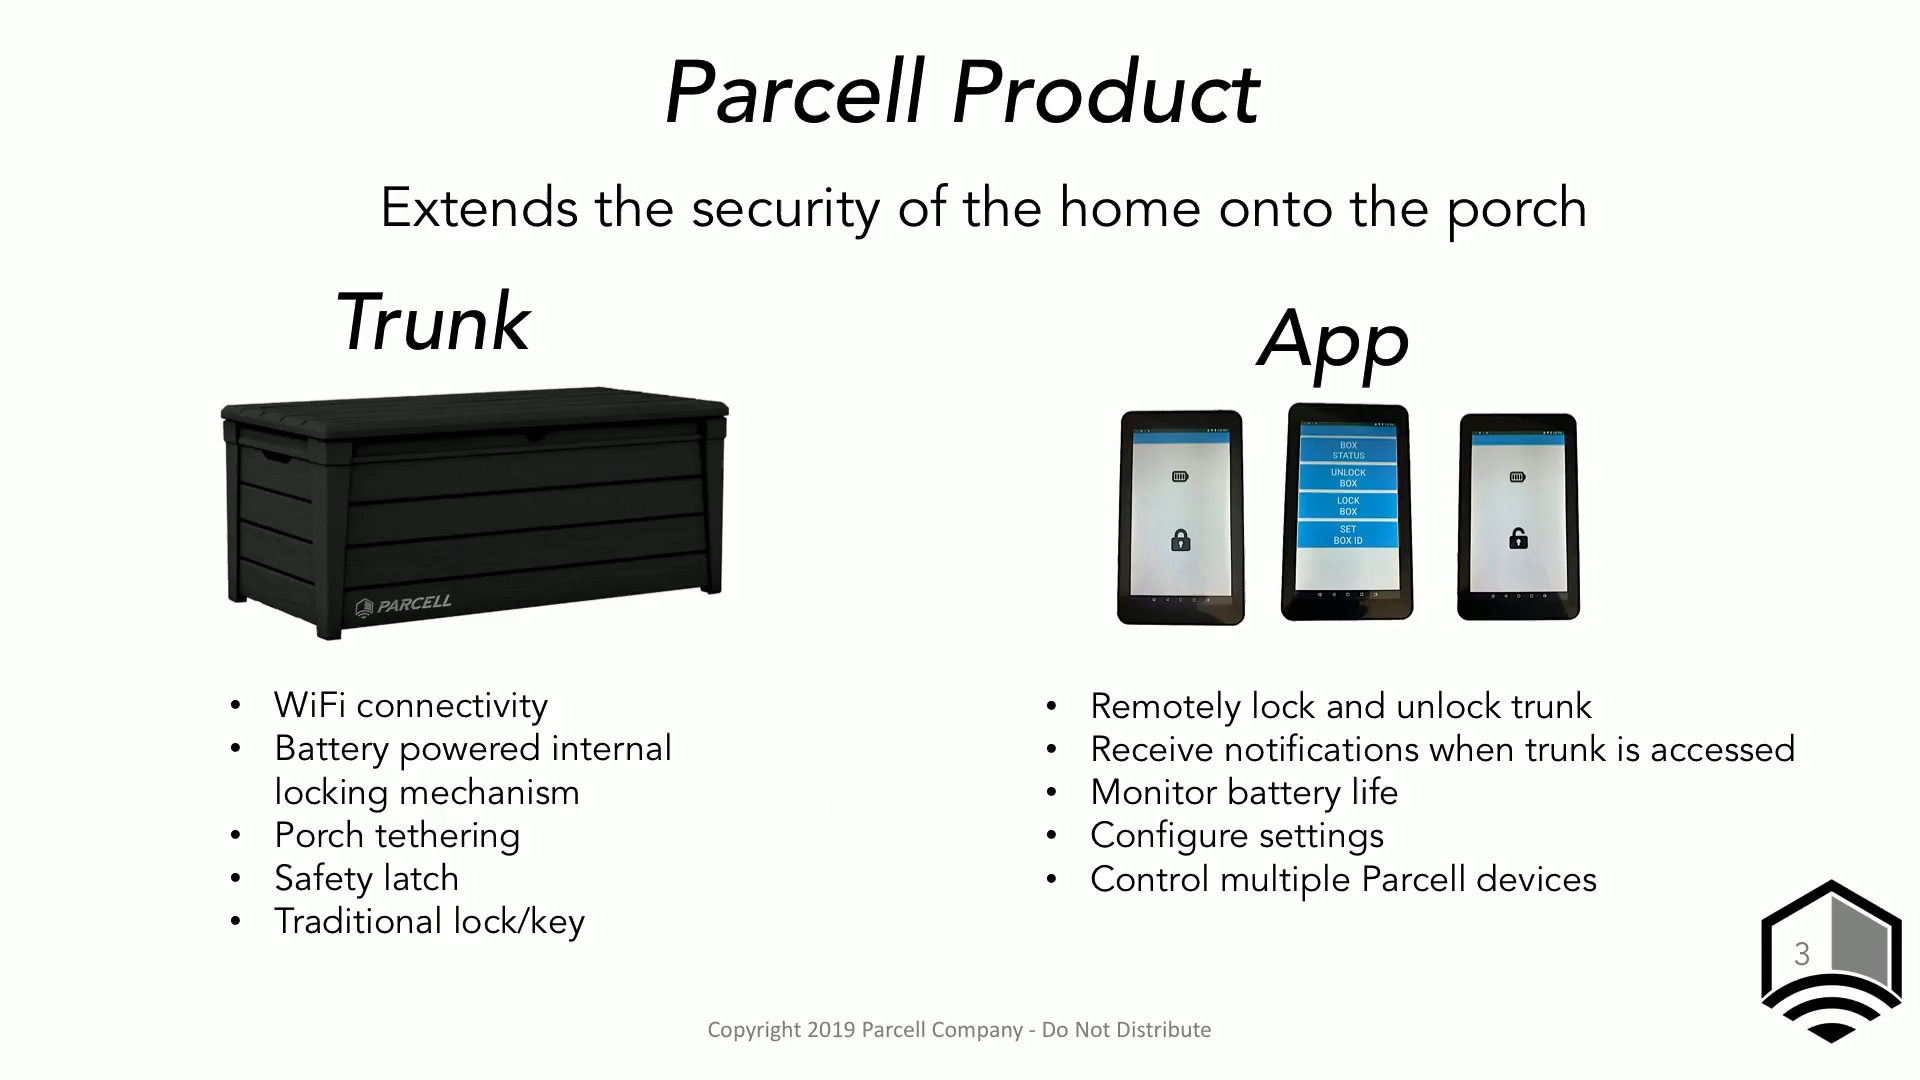 Parcell Product
Extends the security of the home onto the porch
Trunk
App
BOX
STATUS
UNLOCK
BOX
LOCK
BOX
SET
BOX ID
PARCELL
• WiFi connectivity
• Battery powered internal
locking mechanism
• Porch tethering
• Safety latch
• Traditional lock/key
• Remotely lock and unlock trunk
• Receive notifications when trunk is accessed
• Monitor battery life
• Configure settings
• Control multiple Parcell devices
3
Copyright 2019 Parcell Company - Do Not Distribute